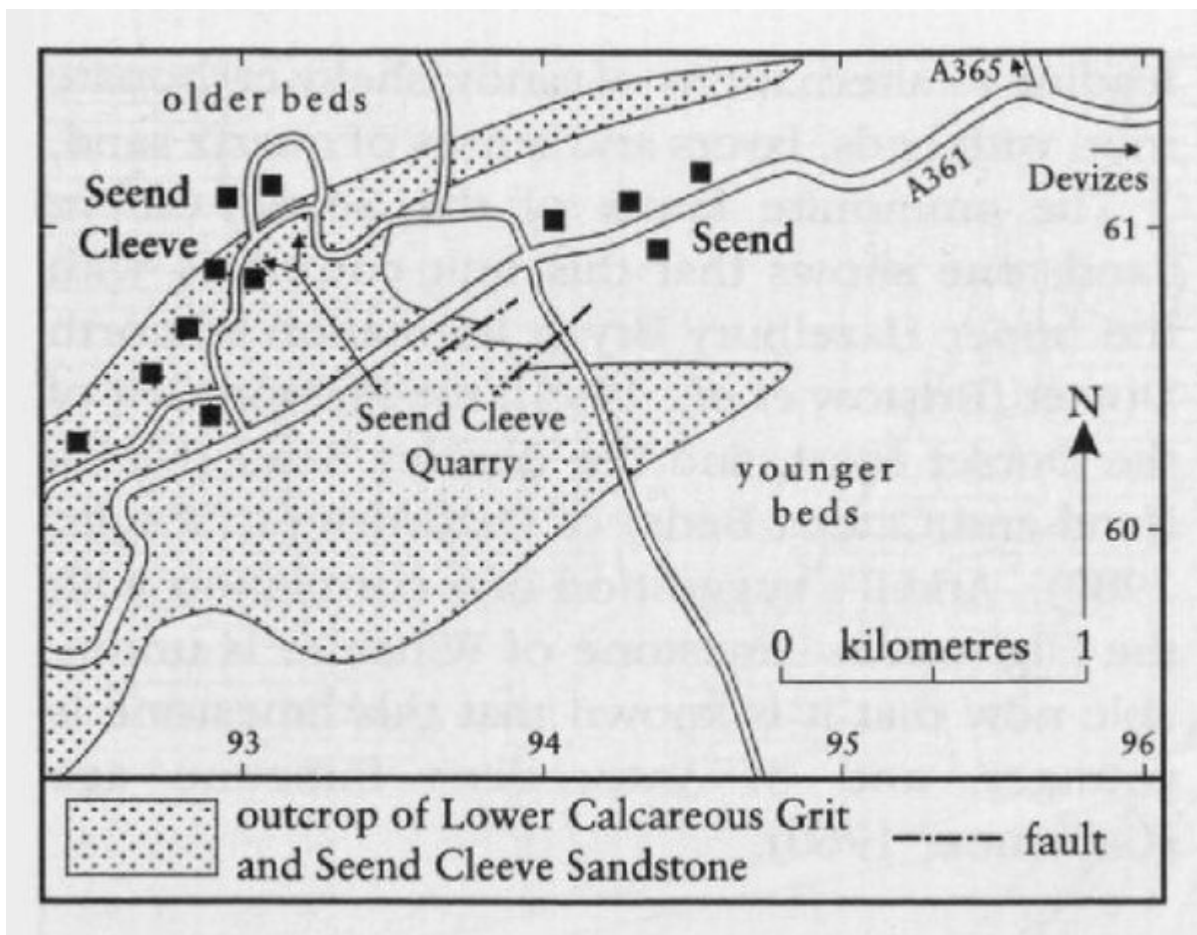 older beds
A365
A361
Devizes
Seend
Cleeve
Seend
61
Seend Cleeve
Quarry
N
younger
beds
60
0 kilometres 1
93
94
95
96
outcrop of Lower Calcareous Grit
and Seend Cleeve Sandstone
fault